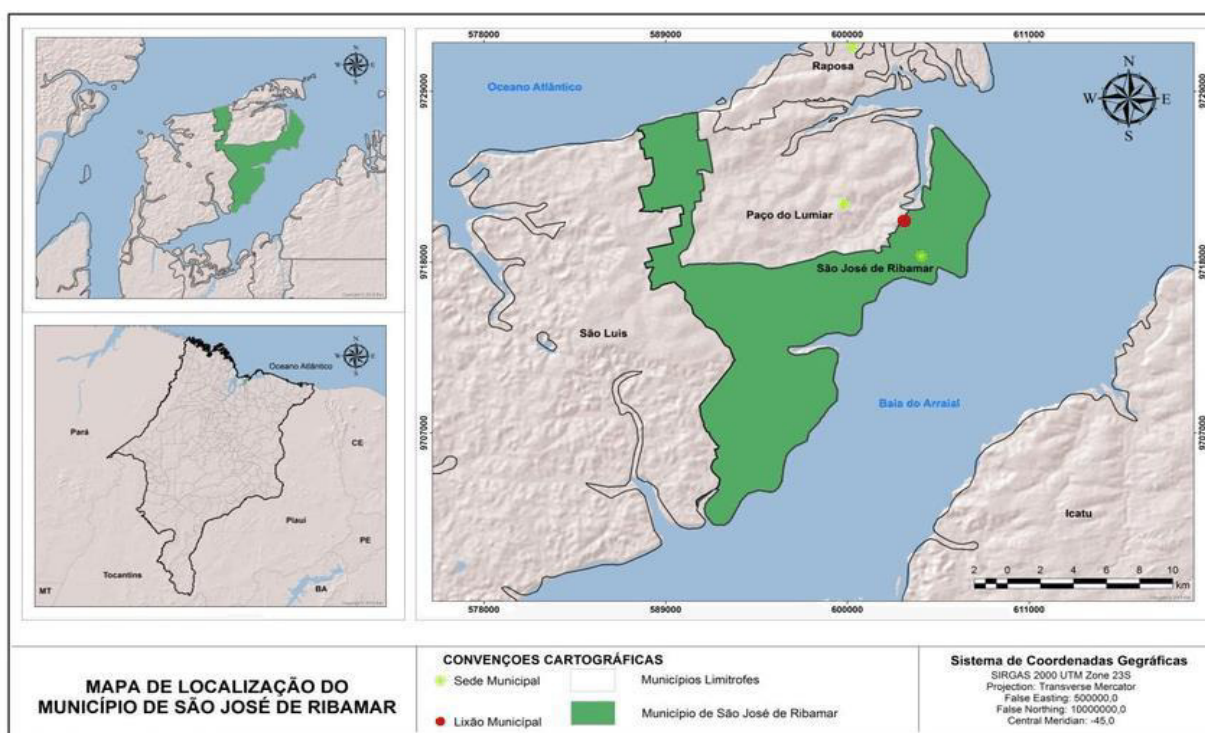 N
W E
S
N
W E
S
Oceano Atlântico
Pará
CE
Piauí
PE
Tocantins
MT
BA
578000 589000 600000 611000
9729000
9718000
9707000
Oceano Atlântico
Raposa
N
W E
S
Paço do Lumiar
São José de Ribamar
São Luis
Baia do Arraial
Icatu
2 0 2 4 6 8 10
km
9729000
9718000
9707000
578000 589000 600000 611000
MAPA DE LOCALIZAÇÃO DO
MUNICÍPIO DE SÃO JOSÉ DE RIBAMAR
CONVENÇOES CARTOGRÁFICAS
Sede Municipal
Municípios Limitrofes
Lixão Municipal
Município de São José de Ribamar
Sistema de Coordenadas Gegráficas
SIRGAS 2000 UTM Zone 23S
Projection: Transverse Mercator
False Easting: 500000,0
False Northing: 10000000,0
Central Meridian: -45,0